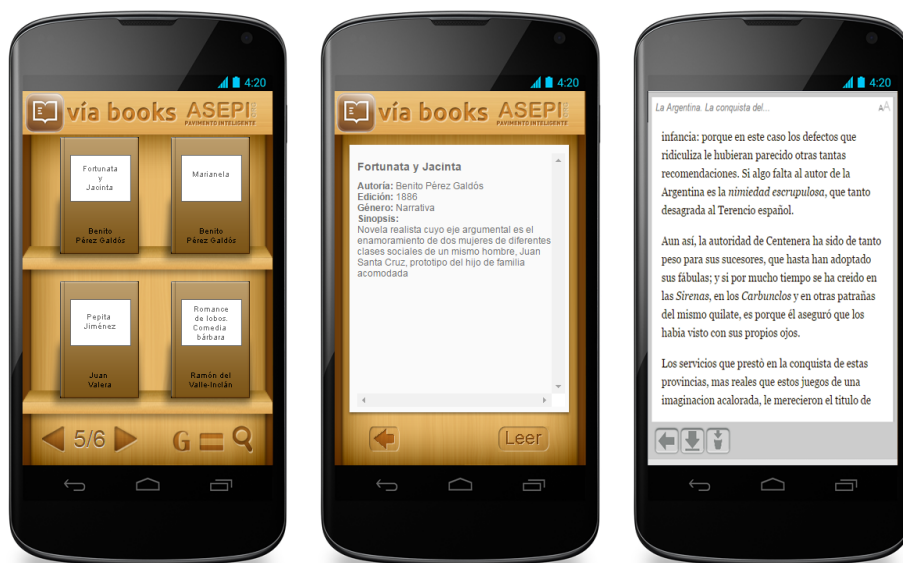 4:20
vía books ASEPI
PAVIMENTO INTELIGENTE
Fortunata
y
Jacinta
Benito
Pérez Galdós
Marianela
Benito
Pérez Galdós
Pepita
Jiménez
Juan
Valera
Romance
de lobos.
Comedia
bárbara
Ramón del
Valle-Inclán
5/6
G
4:20
vía books ASEPI
PAVIMENTO INTELIGENTE
Fortunata y Jacinta
Autoría: Benito Pérez Galdós
Edición: 1886
Género: Narrativa
Sinopsis:
Novela realista cuyo eje argumental es el
enamoramiento de dos mujeres de diferentes
clases sociales de un mismo hombre, Juan
Santa Cruz, prototipo del hijo de familia
acomodada
Leer
4:20
La Argentina. La conquista del...
AA
infancia: porque en este caso los defectos que
ridiculiza le hubieran parecido otras tantas
recomendaciones. Si algo falta al autor de la
Argentina es la nimiedad escrupulosa, que tanto
desagrada al Terencio español.
Aun así, la autoridad de Centenera ha sido de tanto
peso para sus sucesores, que hasta han adoptado
sus fábulas; y si por mucho tiempo se ha creido en
las Sirenas, en los Carbunclos y en otras patrañas
del mismo quilate, es porque él aseguró que los
habia visto con sus propios ojos.
Los servicios que prestò en la conquista de estas
provincias, mas reales que estos juegos de una
imaginacion acalorada, le merecieron el titulo de